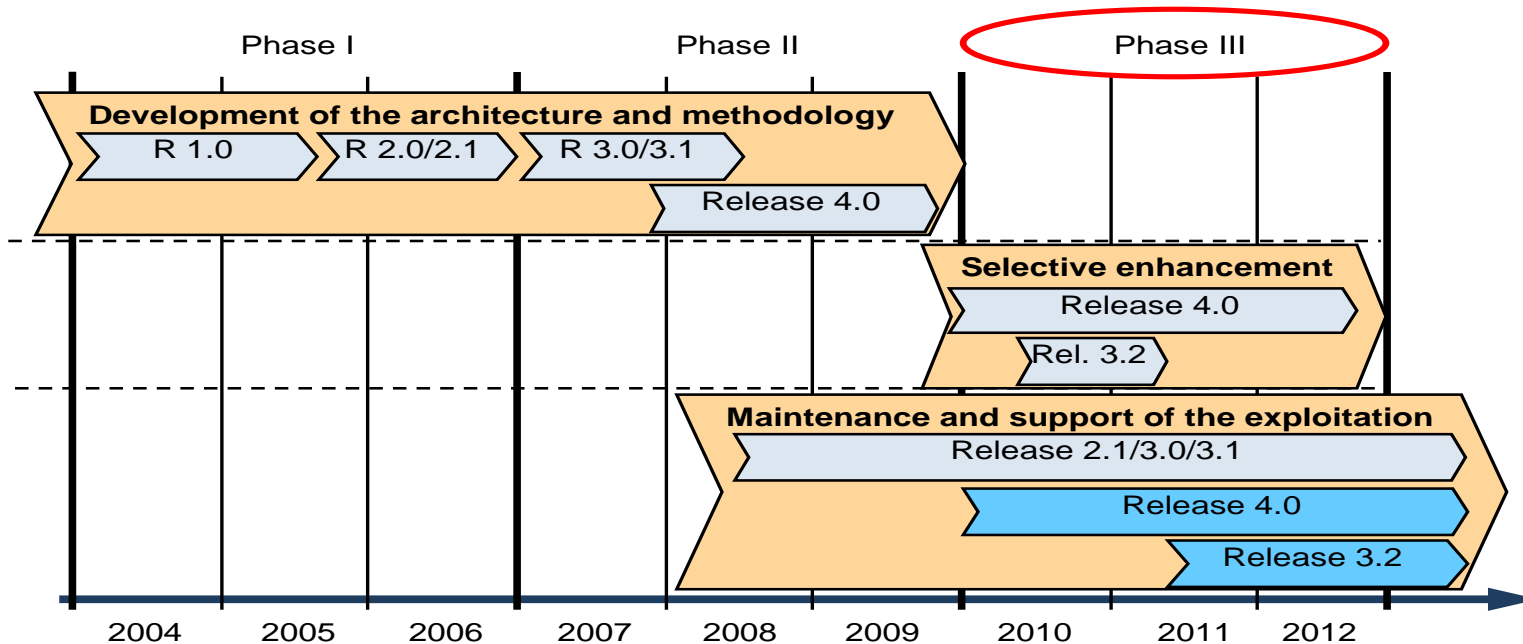 Phase I Phase II Phase III
Development of the architecture and methodology
R 1.0 R 2.0/2.1 R 3.0/3.1
Release 4.0
Selective enhancement
Release 4.0
Rel. 3.2
Maintenance and support of the exploitation
Release 2.1/3.0/3.1
Release 4.0
Release 3.2
2004 2005 2006 2007 2008 2009 2010 2011 2012